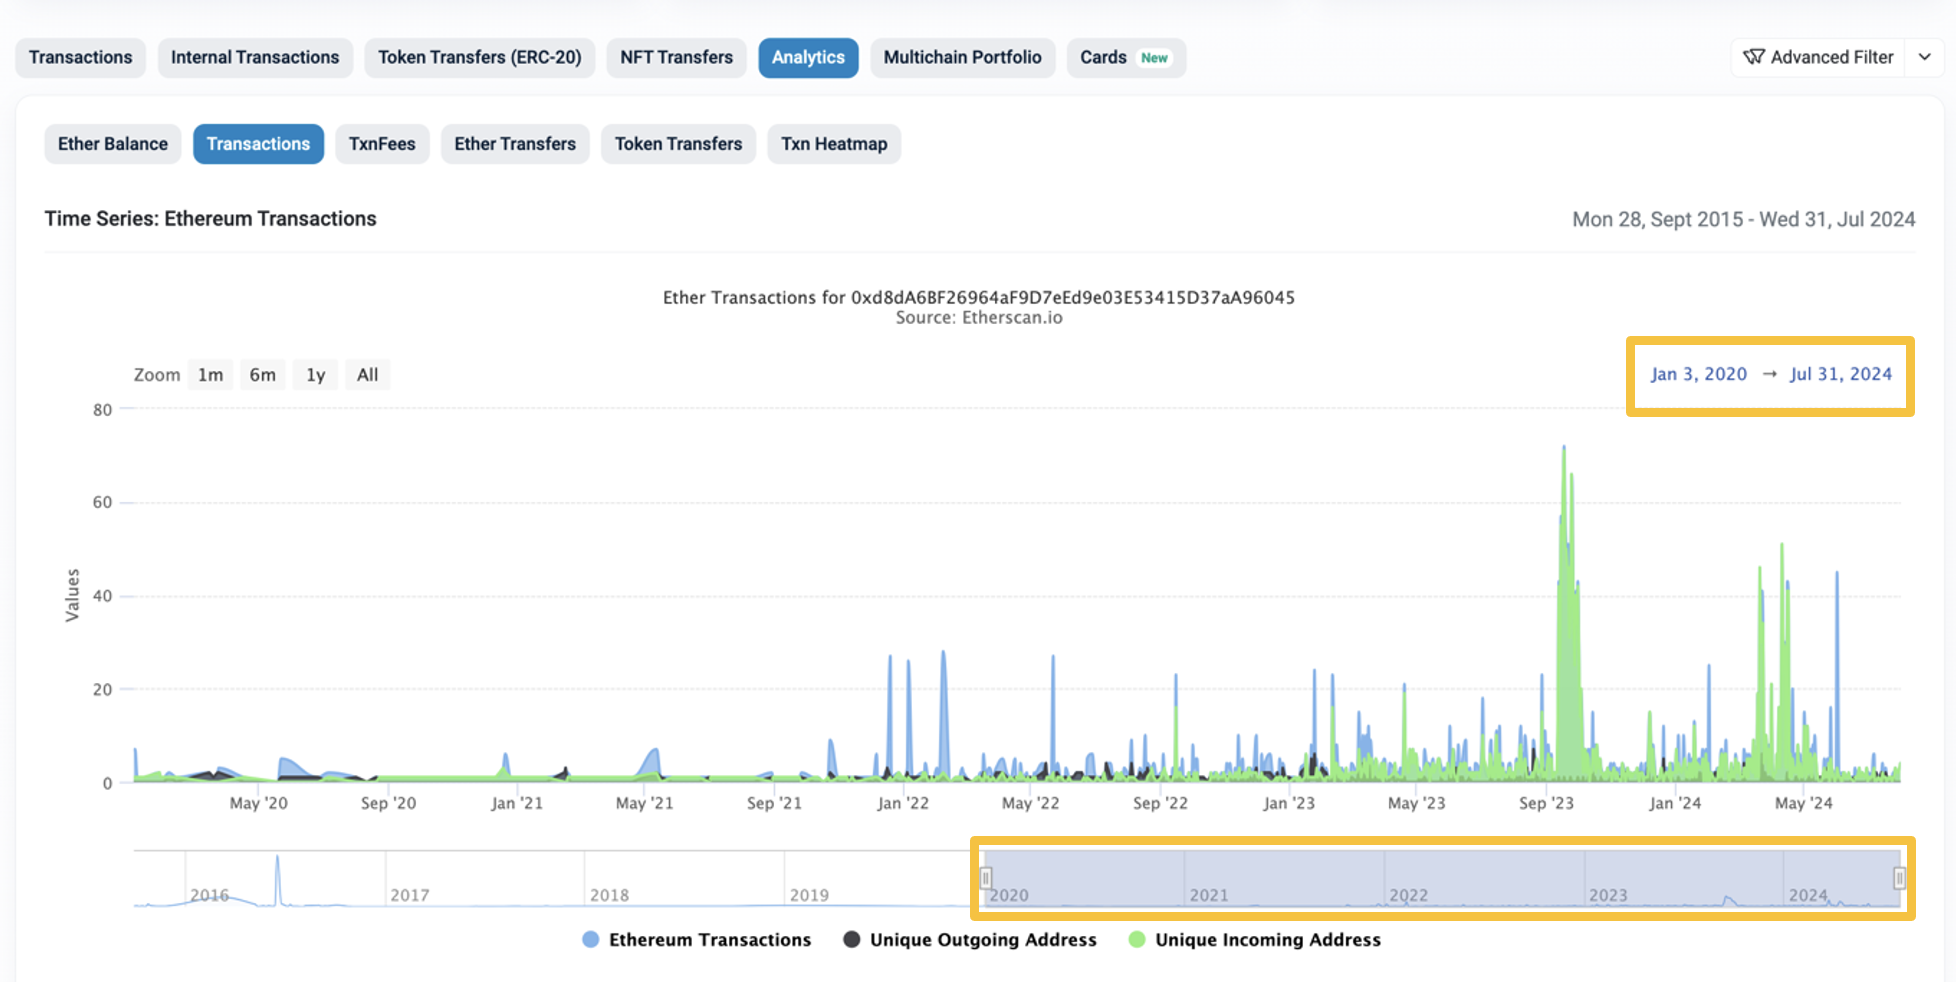 Transactions Internal Transactions Token Transfers (ERC-20) NFT Transfers Analytics Multichain Portfolio Cards New Advanced Filter
Ether Balance Transactions TxnFees Ether Transfers Token Transfers Txn Heatmap
Time Series: Ethereum Transactions Mon 28, Sept 2015 - Wed 31, Jul 2024
Ether Transactions for 0xd8dA6BF26964aF9D7eEd9e03E53415D37aA96045
Source: Etherscan.io
Zoom 1m 6m 1y All Jan 3, 2020 → Jul 31, 2024
80
60
Values
40
20
0
May '20 Sep '20 Jan '21 May '21 Sep '21 Jan '22 May '22 Sep '22 Jan '23 May '23 Sep '23 Jan '24 May '24
2016 2017 2018 2019 2020 2021 2022 2023 2024
Ethereum Transactions Unique Outgoing Address Unique Incoming Address